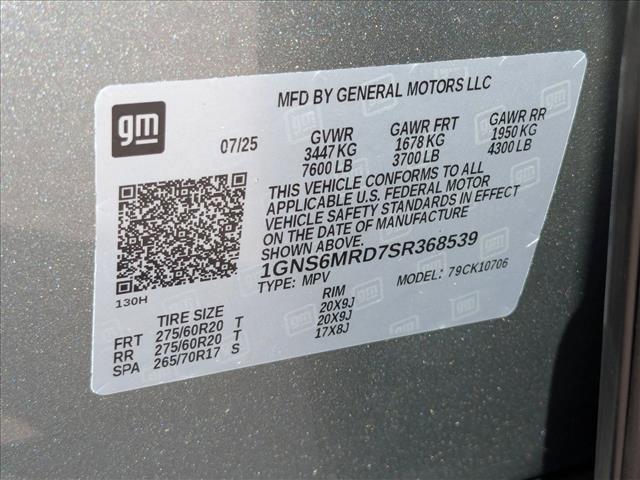 MFD BY GENERAL MOTORS LLC
gm
07/25
GVWR GAWR FRT GAWR RR
3447 KG 1678 KG 1950 KG
7600 LB 3700 LB 4300 LB
THIS VEHICLE CONFORMS TO ALL
APPLICABLE U.S. FEDERAL MOTOR
VEHICLE SAFETY STANDARDS IN EFFECT
ON THE DATE OF MANUFACTURE
SHOWN ABOVE.
1GNS6MRD7SR368539
TYPE: MPV MODEL: 79CK10706
130H
TIRE SIZE RIM
FRT 275/60R20 T 20X9J
RR 275/60R20 T 20X9J
SPA 265/70R17 S 17X8J